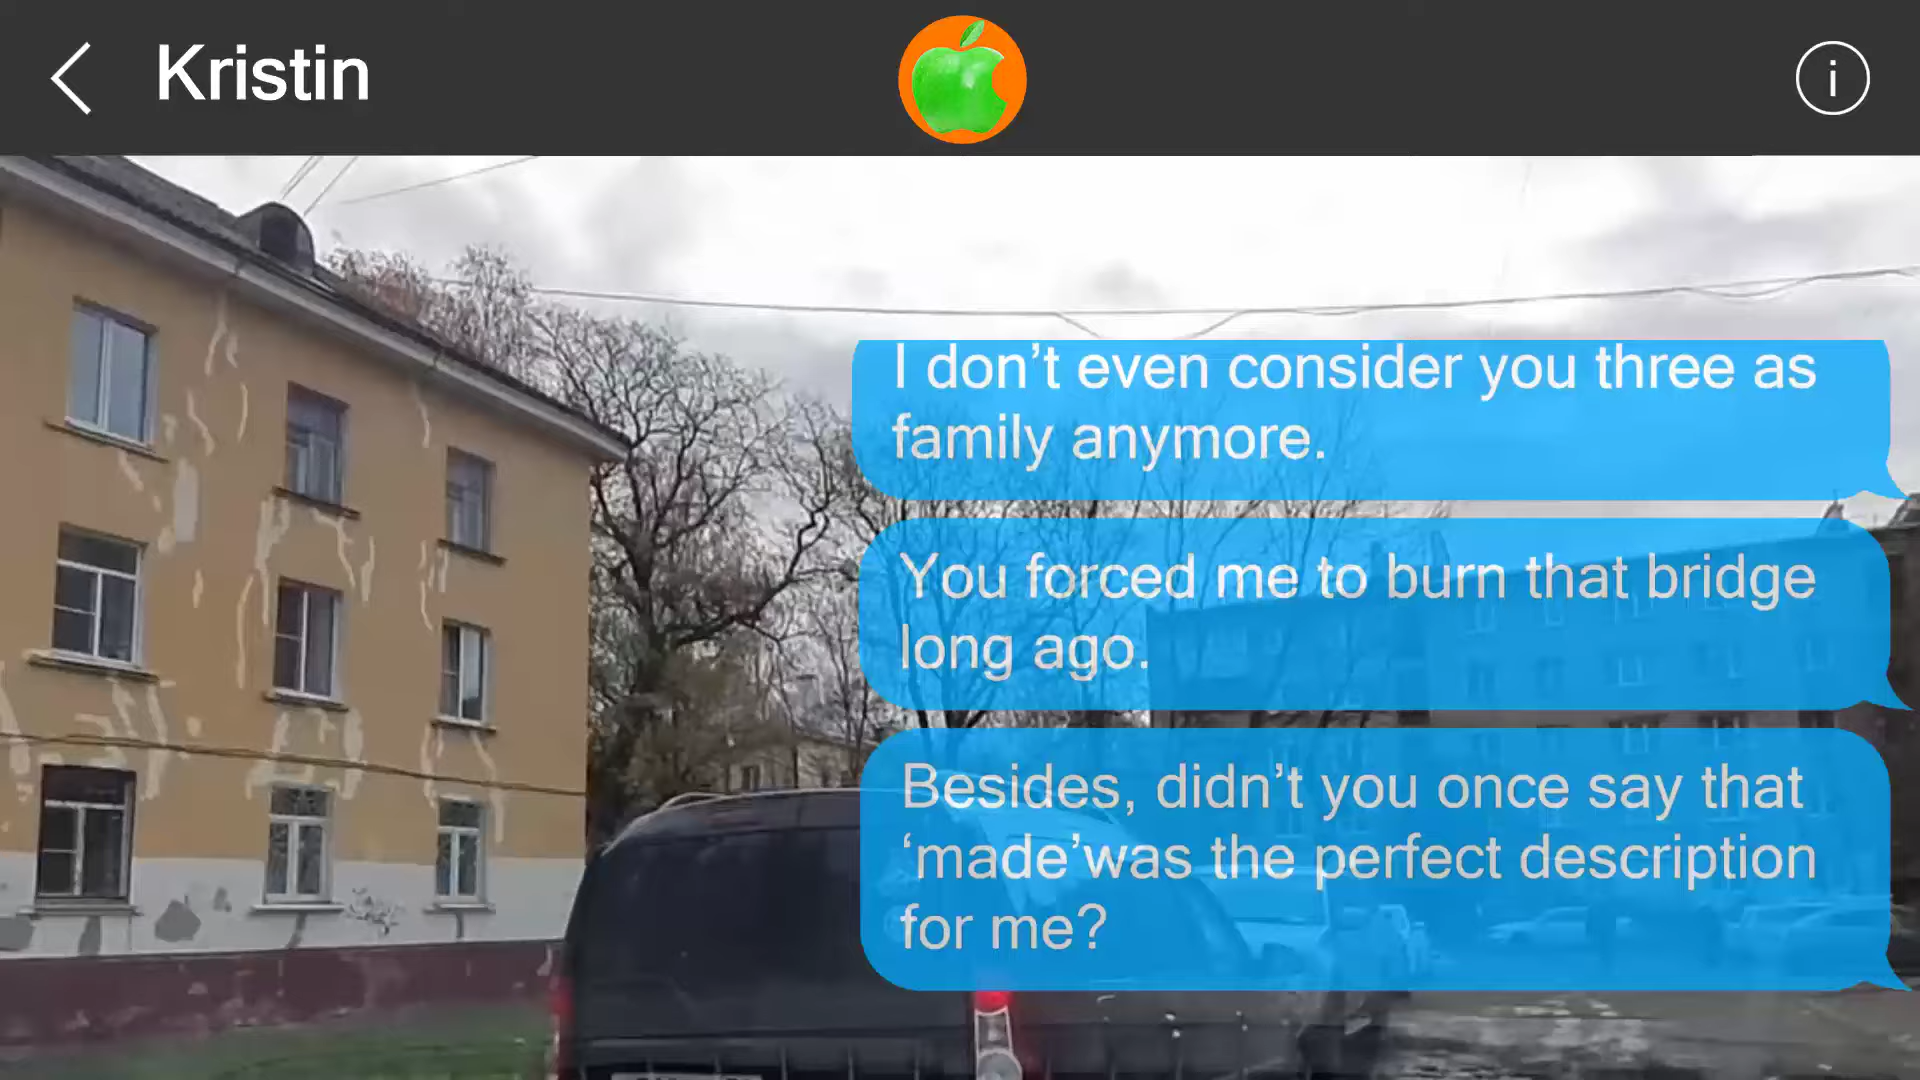 Kristin
i
I don’t even consider you three as
family anymore.
You forced me to burn that bridge
long ago.
Besides, didn’t you once say that
‘made’was the perfect description
for me?